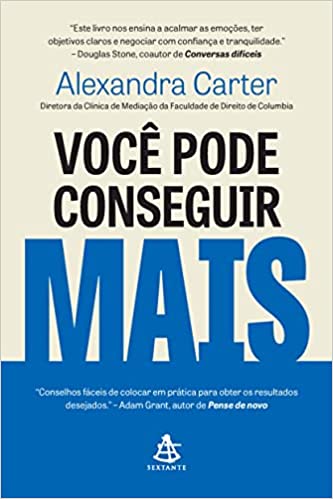 “Este livro nos ensina a acalmar as emoções, ter
objetivos claros e negociar com confiança e tranquilidade.”
– Douglas Stone, coautor de Conversas difíceis
Alexandra Carter
Diretora da Clínica de Mediação da Faculdade de Direito de Columbia
VOCÊ PODE
CONSEGUIR
MAIS
“Conselhos fáceis de colocar em prática para obter os resultados
desejados.” – Adam Grant, autor de Pense de novo
SEXTANTE